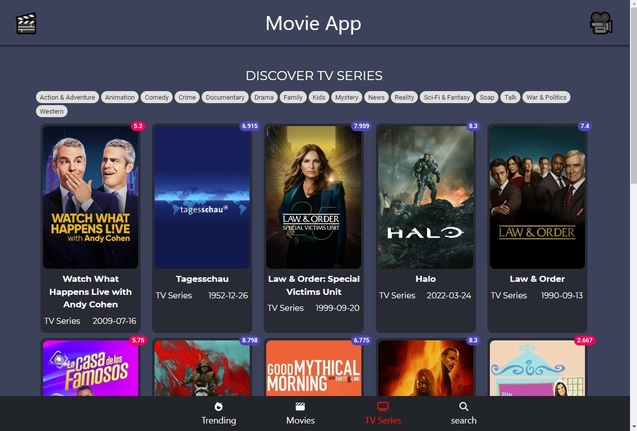 Movie App
DISCOVER TV SERIES
Action & Adventure Animation Comedy Crime Documentary Drama Family Kids Mystery News Reality Sci-Fi & Fantasy Soap Talk War & Politics
Western
5.2
6.915
7.959
8.3
7.4
WATCH WHAT
HAPPENS L!VE
with Andy Cohen
tagesschau
25
LAW & ORDER
SPECIAL VICTIMS UNIT
HALO
LAW & ORDER
Watch What
Happens Live with
Andy Cohen
TV Series 2009-07-16
Tagesschau
TV Series 1952-12-26
Law & Order: Special
Victims Unit
TV Series 1999-09-20
Halo
TV Series 2022-03-24
Law & Order
TV Series 1990-09-13
5.75
8.798
6.775
8.3
2.667
La casa de los
Famosos
GOOD MYTHICAL
MORNING
Die
Trending
Movies
TV Series
search